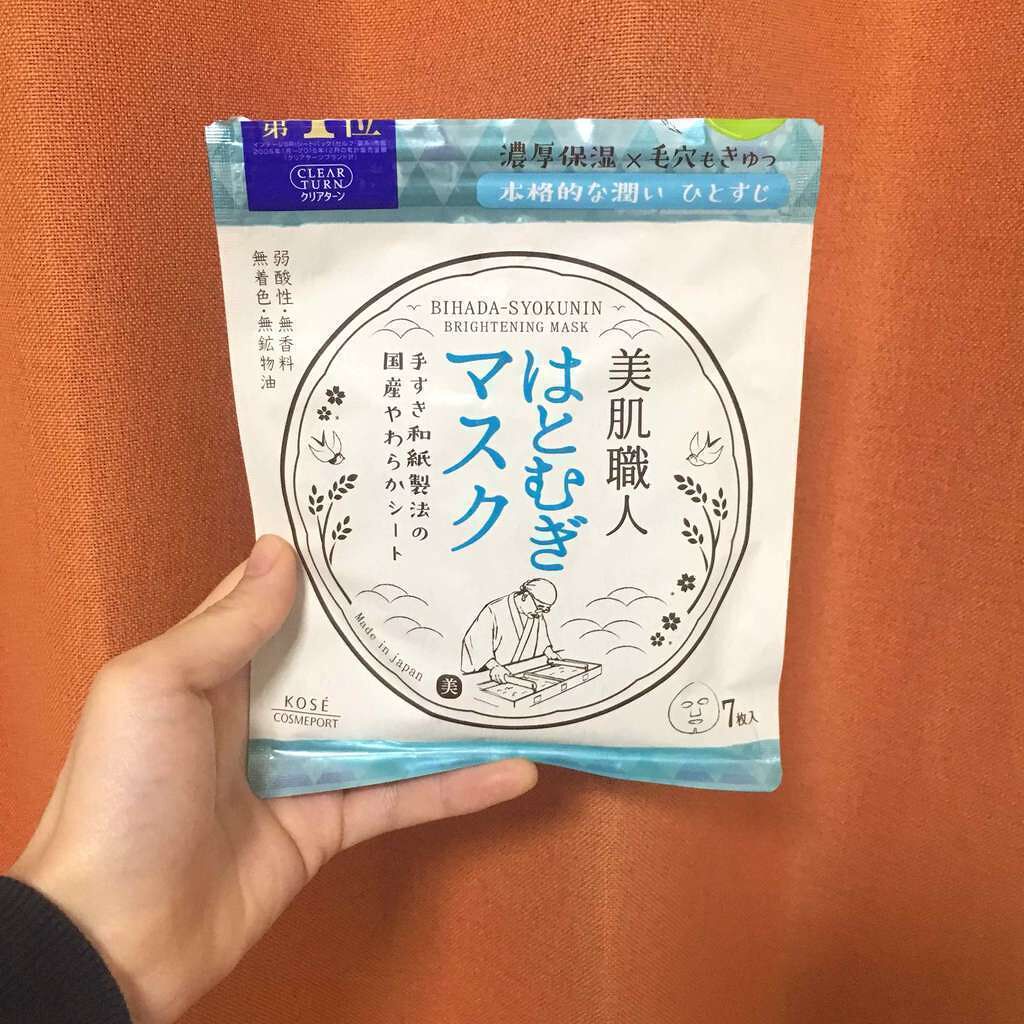 第1位
CLEAR
TURN
クリアターン
濃厚保湿×毛穴もきゅっ
本格的な潤い ひとすじ
弱酸性・無香料
無着色・無鉱物油
BIHADA-SYOKUNIN
BRIGHTENING MASK
美肌職人
はとむぎ
マスク
手すき和紙製法の
国産やわらかシート
Made in japan
美
KOSÉ
COSMEPORT
7枚入